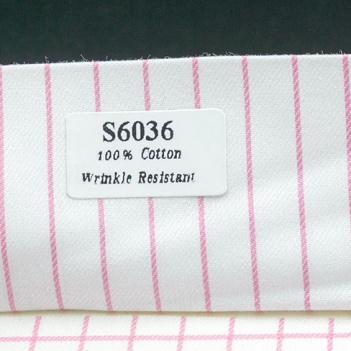 S6036
100% Cotton
Wrinkle Resistant